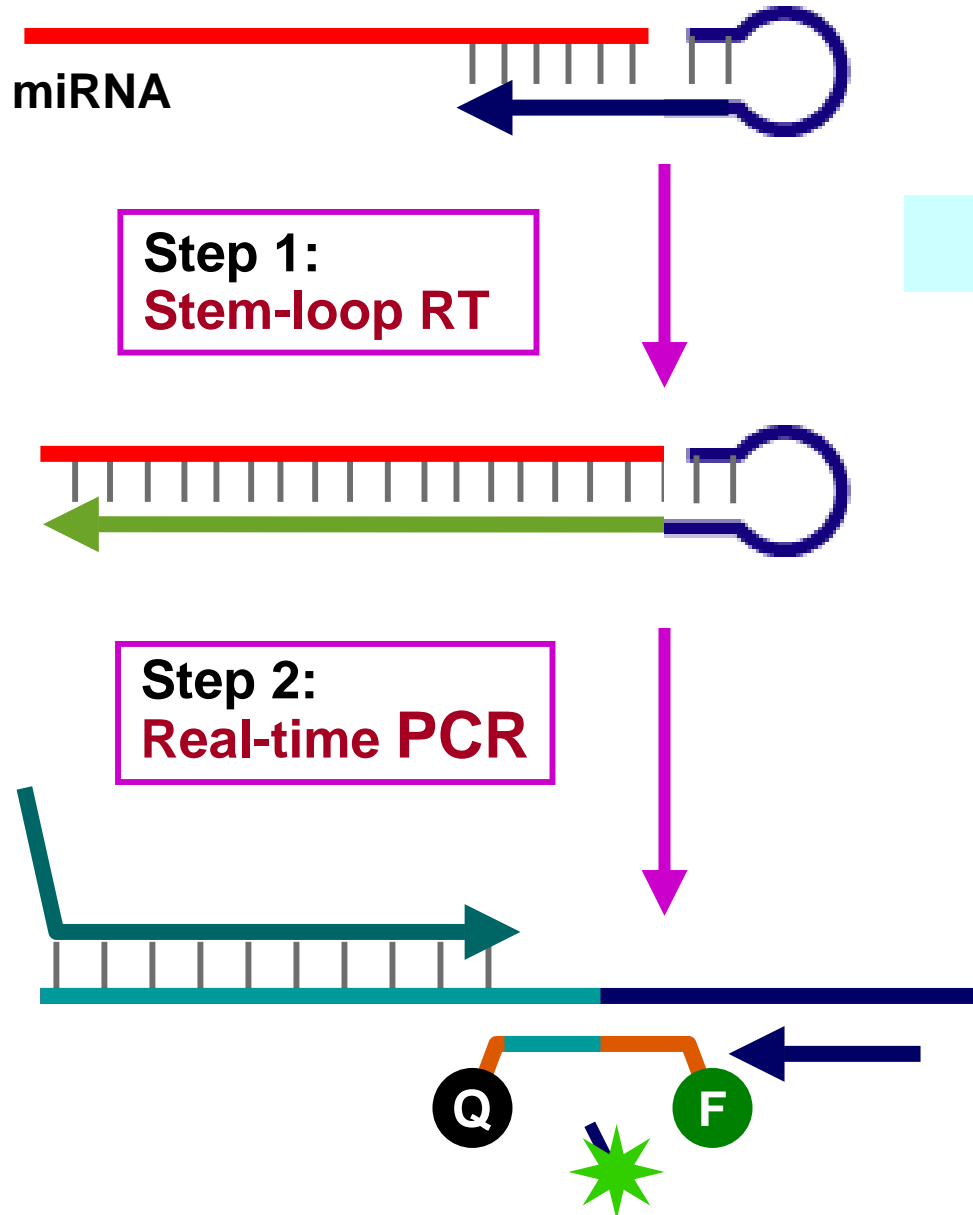 miRNA
Step 1:
Stem-loop RT
Step 2:
Real-time PCR
Q F